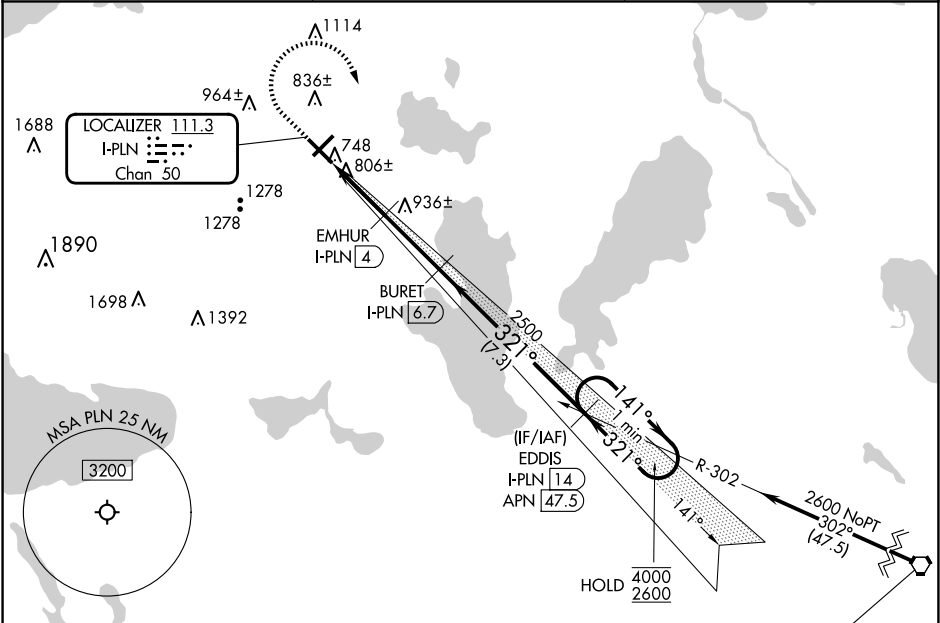 1114
836±
964±
1688
LOCALIZER 111.3
I-PLN
Chan 50
748
806±
1278
1278
936±
EMHUR
I-PLN 4
1890
BURET
I-PLN 6.7
1698
1392
2500
321°
(7.3)
MSA PLN 25 NM
3200
141°
1 min
321°
(IF/IAF)
EDDIS
I-PLN 14
APN 47.5
R-302
2600 NoPT
302°
(47.5)
141°
HOLD 4000
2600